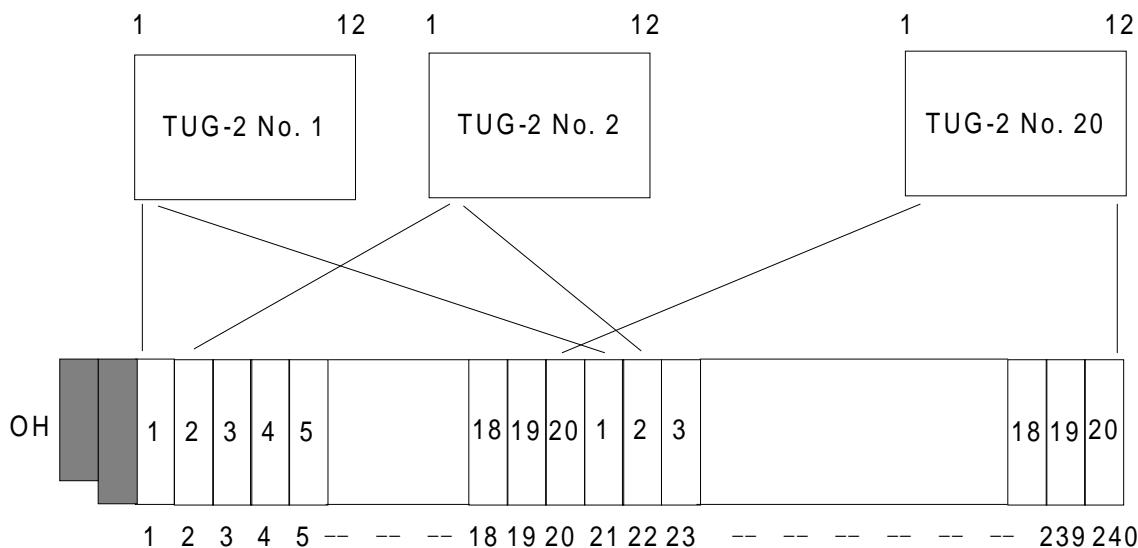 1 12 1 12 1 12
TUG-2 No. 1 TUG-2 No. 2 TUG-2 No. 20
OH 1 2 3 4 5 18 19 20 1 2 3 18 19 20
1 2 3 4 5 -- -- -- 18 19 20 21 22 23 -- -- -- -- -- -- 239 240